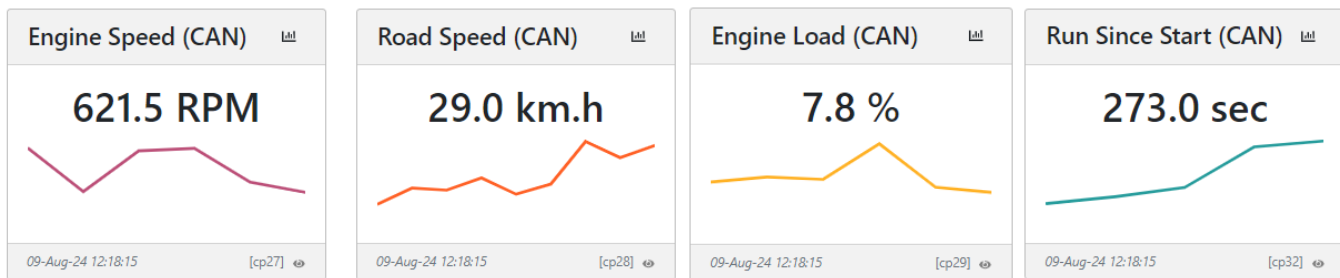 Engine Speed (CAN)
621.5 RPM
09-Aug-24 12:18:15 [cp27]
Road Speed (CAN)
29.0 km.h
09-Aug-24 12:18:15 [cp28]
Engine Load (CAN)
7.8 %
09-Aug-24 12:18:15 [cp29]
Run Since Start (CAN)
273.0 sec
09-Aug-24 12:18:15 [cp32]